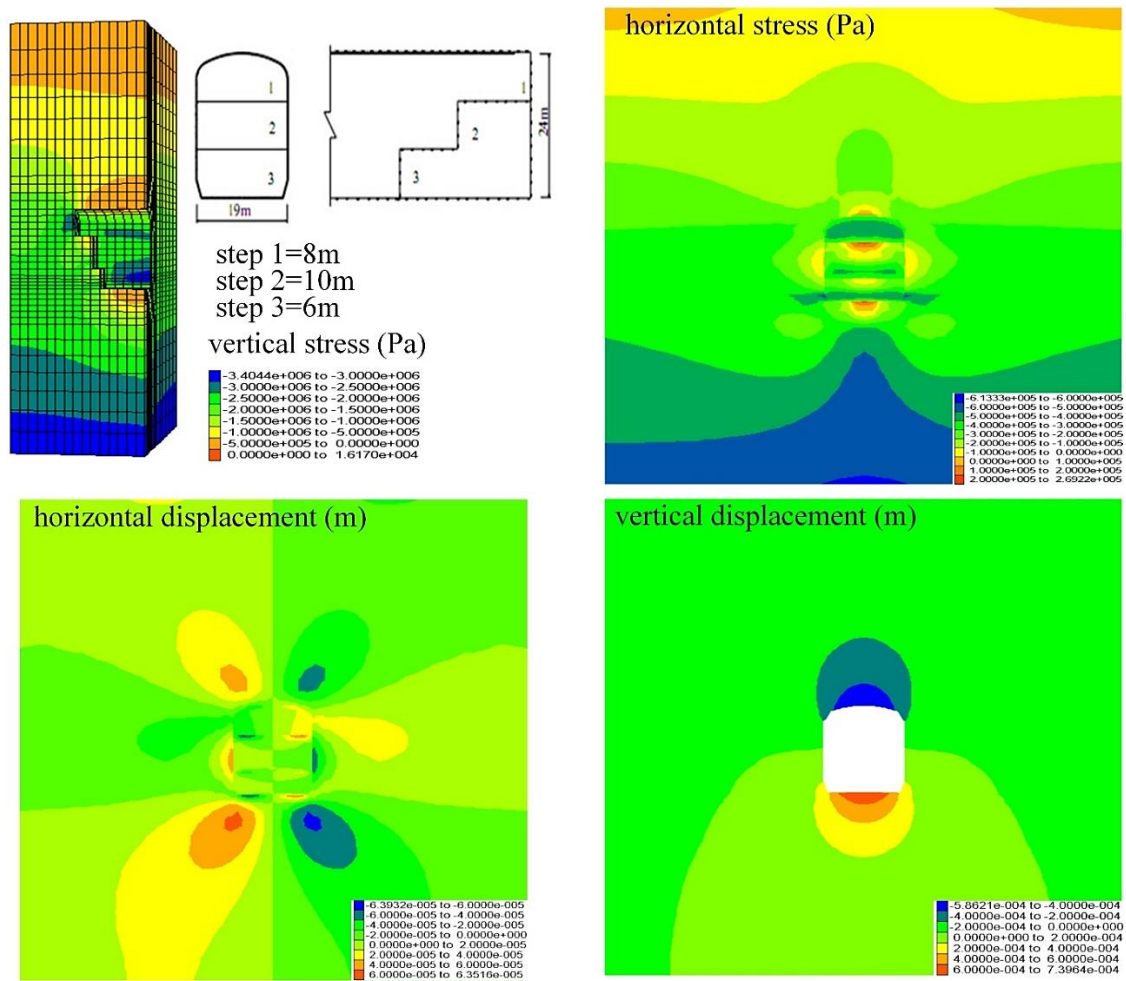 1
2
3
19m
1
2
3
24m
step 1=8m
step 2=10m
step 3=6m
vertical stress (Pa)
-3.4044e+006 to -3.0000e+006
-3.0000e+006 to -2.5000e+006
-2.5000e+006 to -2.0000e+006
-2.0000e+006 to -1.5000e+006
-1.5000e+006 to -1.0000e+006
-1.0000e+006 to -5.0000e+005
-5.0000e+005 to 0.0000e+000
0.0000e+000 to 1.6170e+004
horizontal stress (Pa)
-6.1333e+005 to -6.0000e+005
-6.0000e+005 to -5.0000e+005
-5.0000e+005 to -4.0000e+005
-4.0000e+005 to -3.0000e+005
-3.0000e+005 to -2.0000e+005
-2.0000e+005 to -1.0000e+005
-1.0000e+005 to 0.0000e+000
0.0000e+000 to 1.0000e+005
1.0000e+005 to 2.0000e+005
2.0000e+005 to 2.6922e+005
horizontal displacement (m)
-6.3932e-005 to -6.0000e-005
-6.0000e-005 to -4.0000e-005
-4.0000e-005 to -2.0000e-005
-2.0000e-005 to 0.0000e+000
0.0000e+000 to 2.0000e-005
2.0000e-005 to 4.0000e-005
4.0000e-005 to 6.0000e-005
6.0000e-005 to 6.3516e-005
vertical displacement (m)
-5.8621e-004 to -4.0000e-004
-4.0000e-004 to -2.0000e-004
-2.0000e-004 to 0.0000e+000
0.0000e+000 to 2.0000e-004
2.0000e-004 to 4.0000e-004
4.0000e-004 to 6.0000e-004
6.0000e-004 to 7.3964e-004